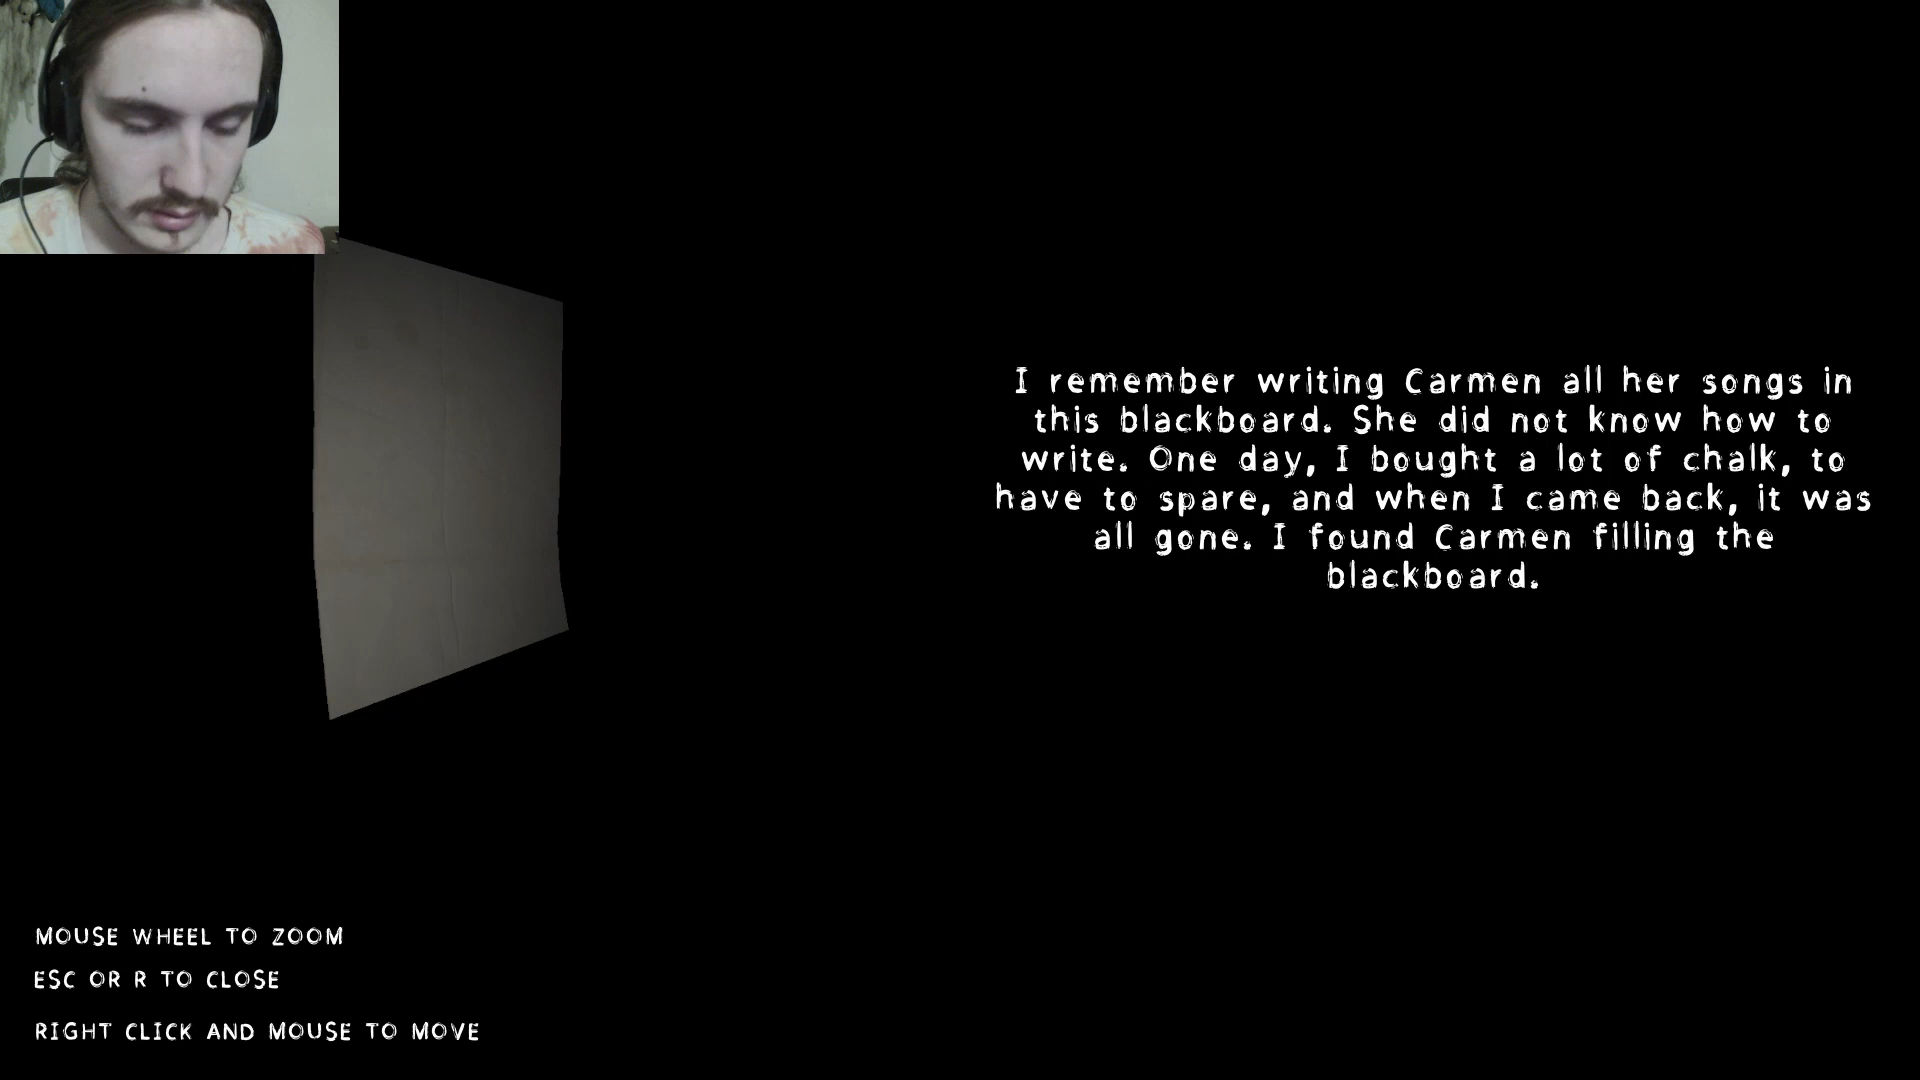 I remember writing Carmen all her songs in
this blackboard. She did not know how to
write. One day, I bought a lot of chalk, to
have to spare, and when I came back, it was
all gone. I found Carmen filling the
blackboard.
MOUSE WHEEL TO ZOOM
ESC OR R TO CLOSE
RIGHT CLICK AND MOUSE TO MOVE